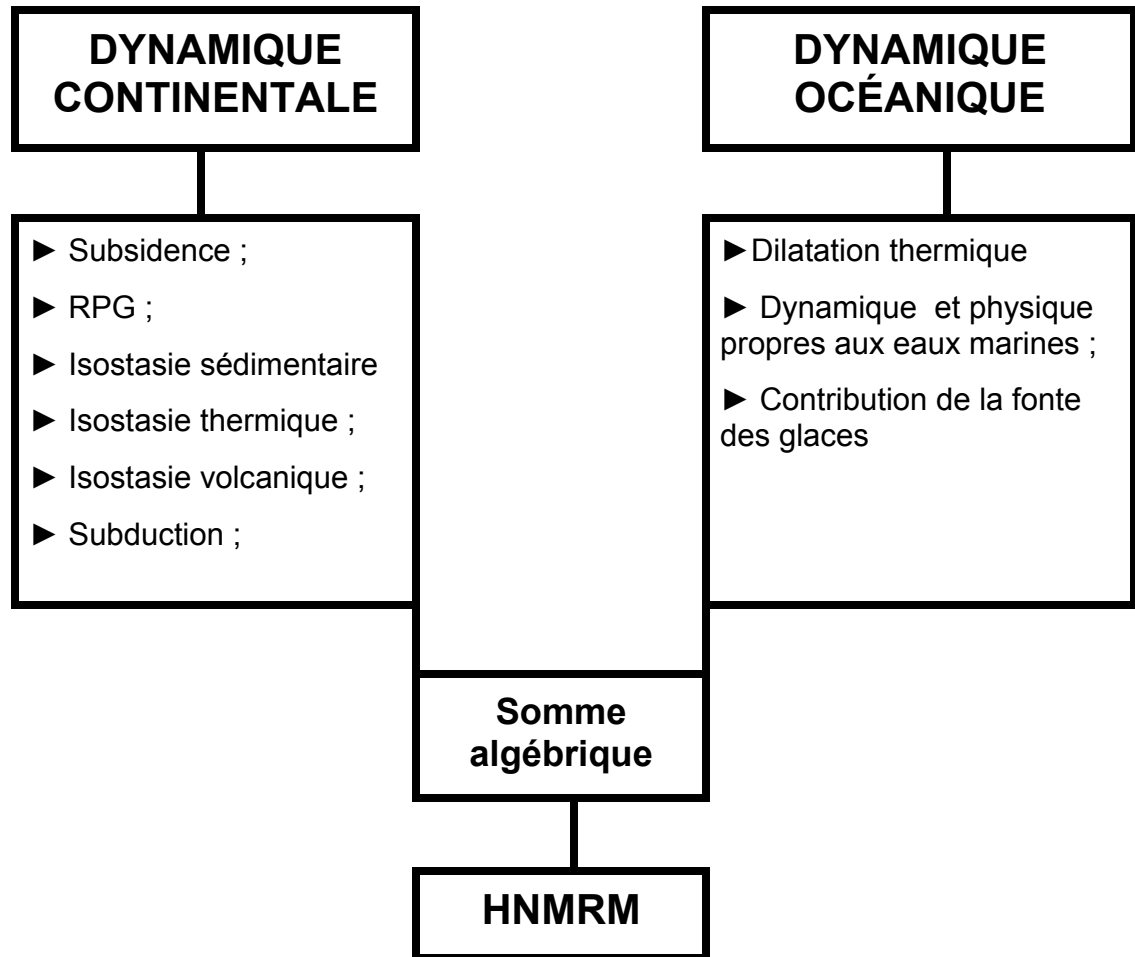 DYNAMIQUE
CONTINENTALE
► Subsidence ;
► RPG ;
► Isostasie sédimentaire
► Isostasie thermique ;
► Isostasie volcanique ;
► Subduction ;
DYNAMIQUE
OCÉANIQUE
►Dilatation thermique
► Dynamique et physique
propres aux eaux marines ;
► Contribution de la fonte
des glaces
Somme
algébrique
HNMRM